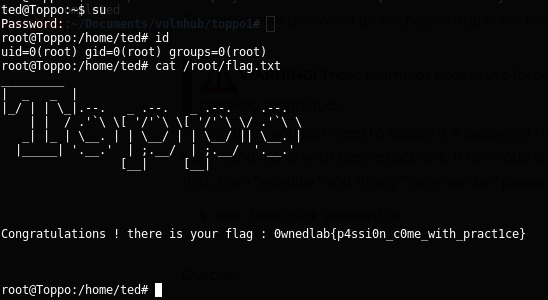 ted@Toppo:~$ su
Password:
root@Toppo:/home/ted# id
uid=0(root) gid=0(root) groups=0(root)
root@Toppo:/home/ted# cat /root/flag.txt
Congratulations ! there is your flag : 0wnedlab{p4ssi0n_c0me_with_pract1ce}
root@Toppo:/home/ted#